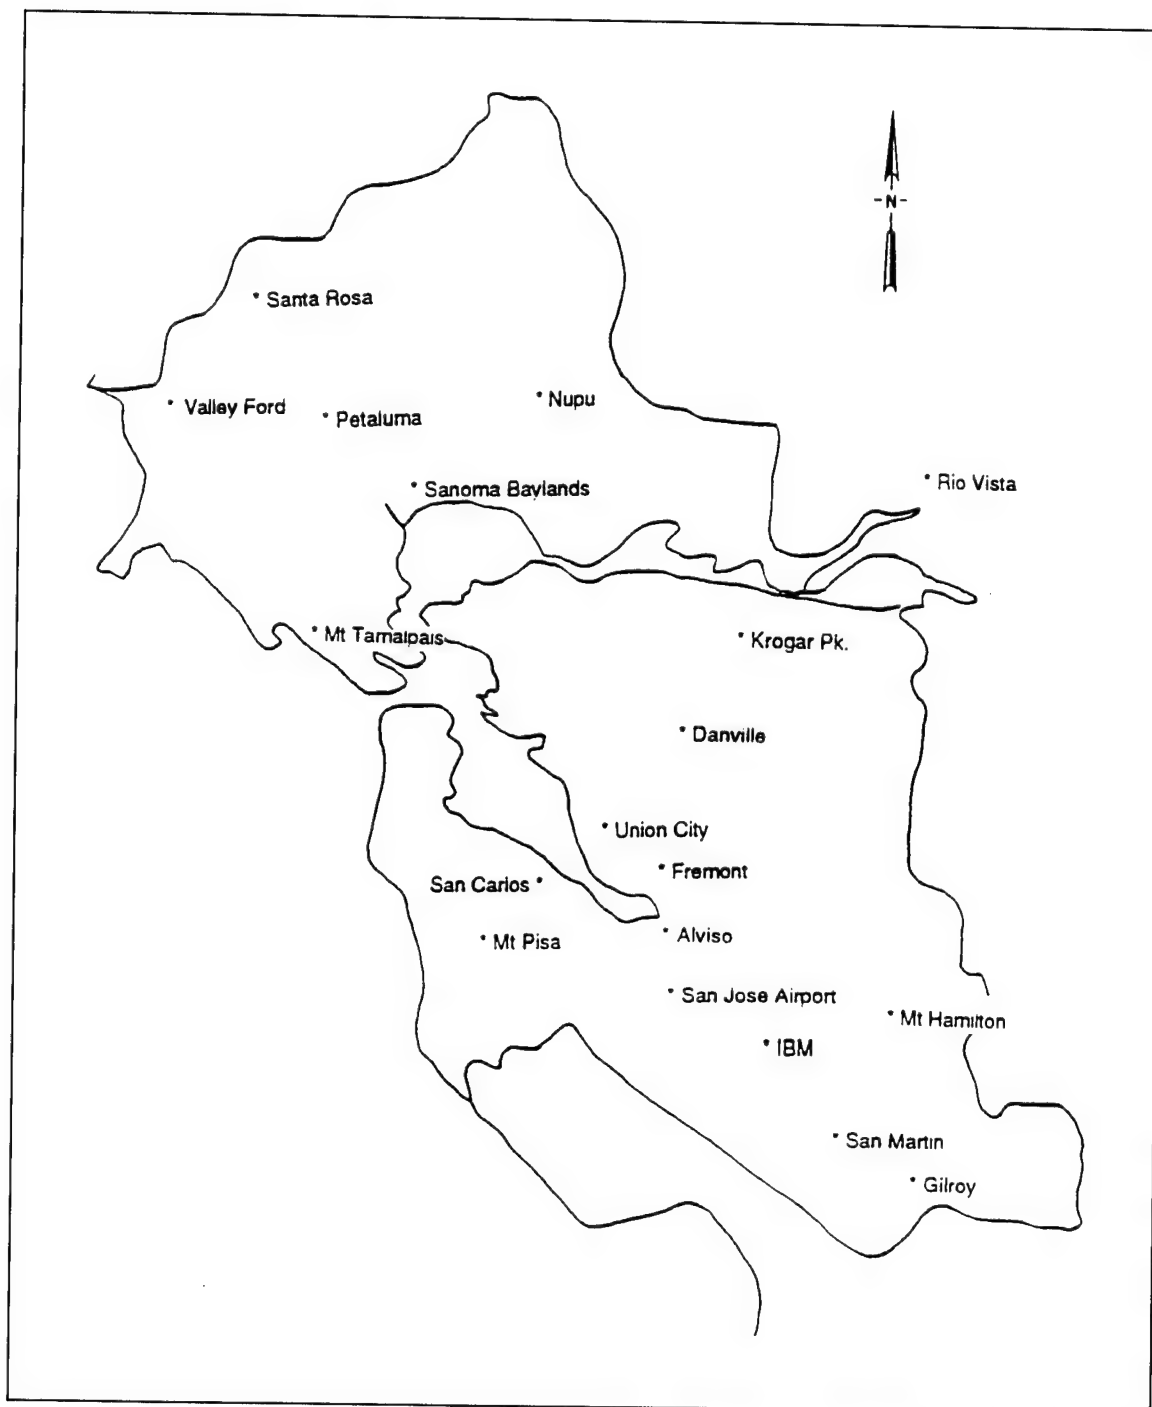 -N-
Santa Rosa
Valley Ford
Petaluma
Nupu
Sanoma Baylands
Rio Vista
Mt Tamalpais
Krogar Pk.
Danville
Union City
Fremont
San Carlos
Alviso
Mt Pisa
San Jose Airport
Mt Hamilton
IBM
San Martin
Gilroy